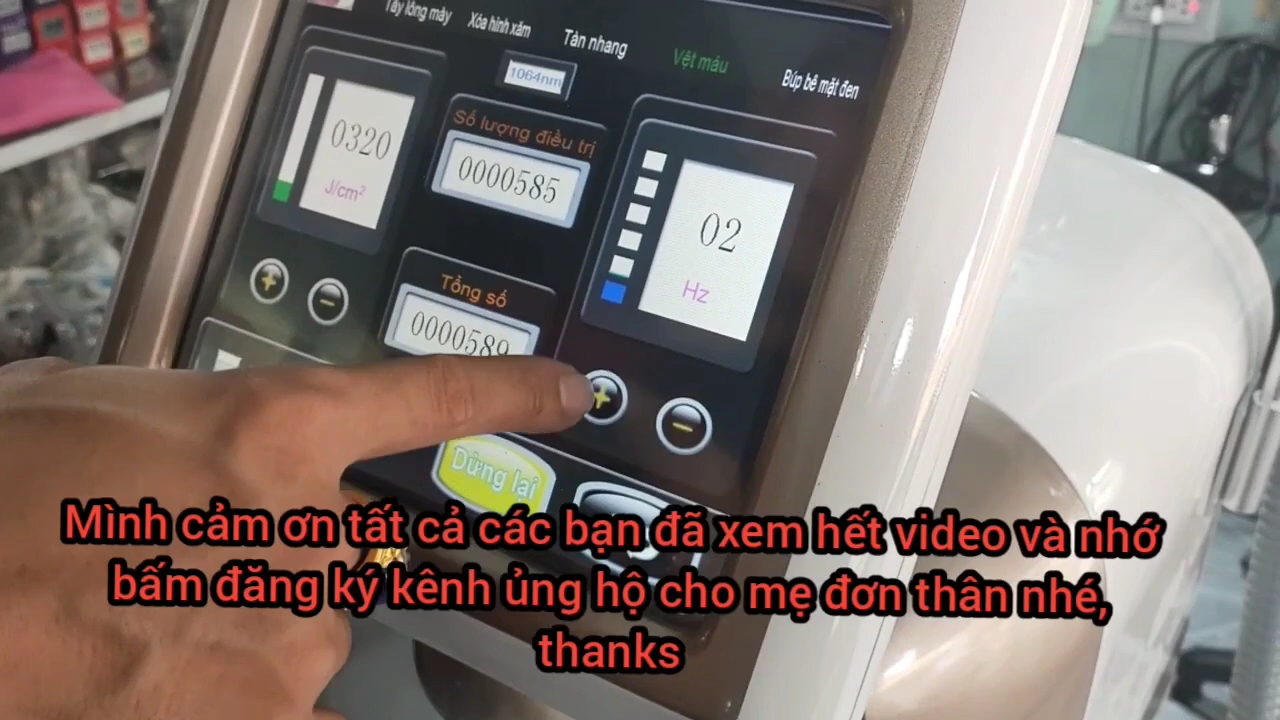 Tẩy lông mày
Xóa hình xăm
Tàn nhang
Vệt máu
Búp bê mặt đen
1064nm
0320
J/cm²
Số lượng điều trị
0000585
02
Hz
Tổng số
0000589
Dừng lại
Mình cảm ơn tất cả các bạn đã xem hết video và nhớ
bấm đăng ký kênh ủng hộ cho mẹ đơn thân nhé,
thanks